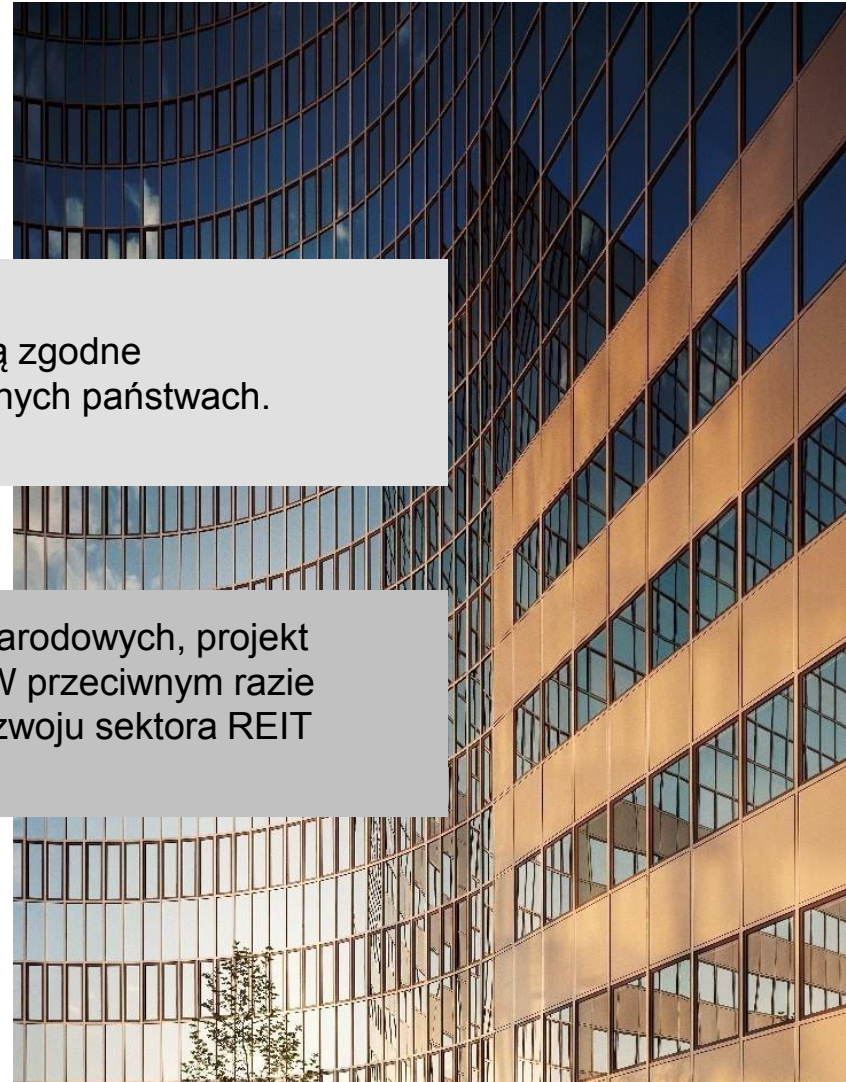 ą zgodne
nych państwach.
arodowych, projekt
W przeciwnym razie
zwoju sektora REIT